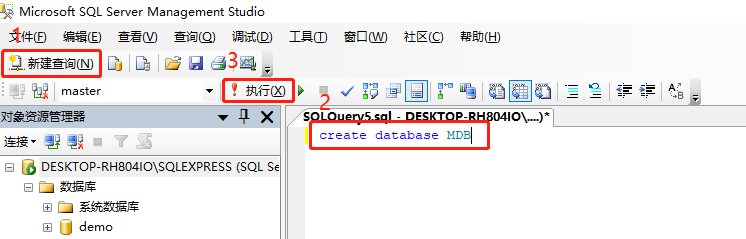 Microsoft SQL Server Management Studio
1
文件(F) 编辑(E) 查看(V) 查询(Q) 调试(D) 工具(T) 窗口(W) 社区(C) 帮助(H)
新建查询(N)
3
master
执行(X)
2
对象资源管理器
SQLQuery5.sql - DESKTOP-RH804IO\....)*
连接
create database MDB
DESKTOP-RH804IO\SQLEXPRESS (SQL Se
数据库
系统数据库
demo